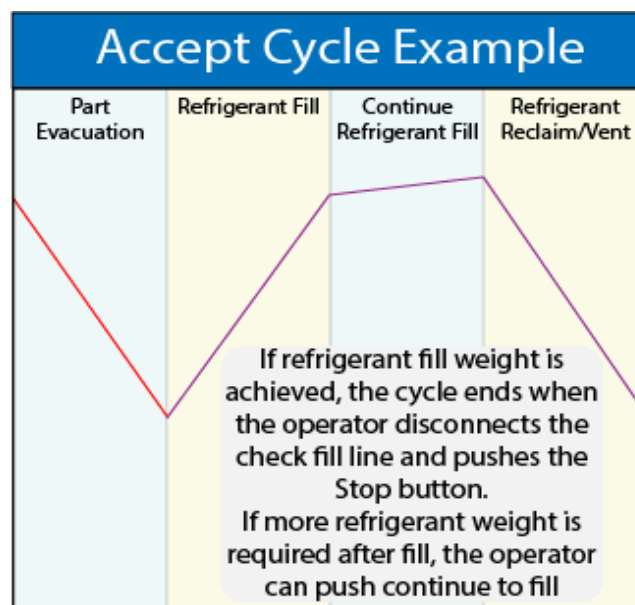 Accept Cycle Example
Part
Evacuation
Refrigerant Fill
Continue
Refrigerant Fill
Refrigerant
Reclaim/Vent
If refrigerant fill weight is
achieved, the cycle ends when
the operator disconnects the
check fill line and pushes the
Stop button.
If more refrigerant weight is
required after fill, the operator
can push continue to fill